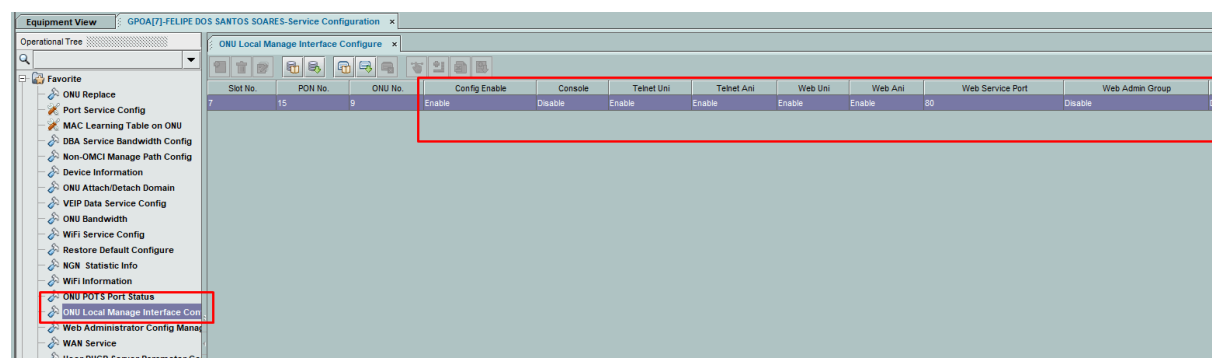 Equipment View GPOA[7]-FELIPE DOS SANTOS SOARES-Service Configuration ×
Operational Tree
ONU Local Manage Interface Configure ×
Favorite
Slot No. PON No. ONU No. Config Enable Console Telnet Uni Telnet Ani Web Uni Web Ani Web Service Port Web Admin Group
7 15 9 Enable Disable Enable Enable Enable Enable 80 Disable
ONU Replace
Port Service Config
MAC Learning Table on ONU
DBA Service Bandwidth Config
Non-OMCI Manage Path Config
Device Information
ONU Attach/Detach Domain
VEIP Data Service Config
ONU Bandwidth
WiFi Service Config
Restore Default Configure
NGN Statistic Info
WiFi Information
ONU POTS Port Status
ONU Local Manage Interface Con
Web Administrator Config Mana
WAN Service